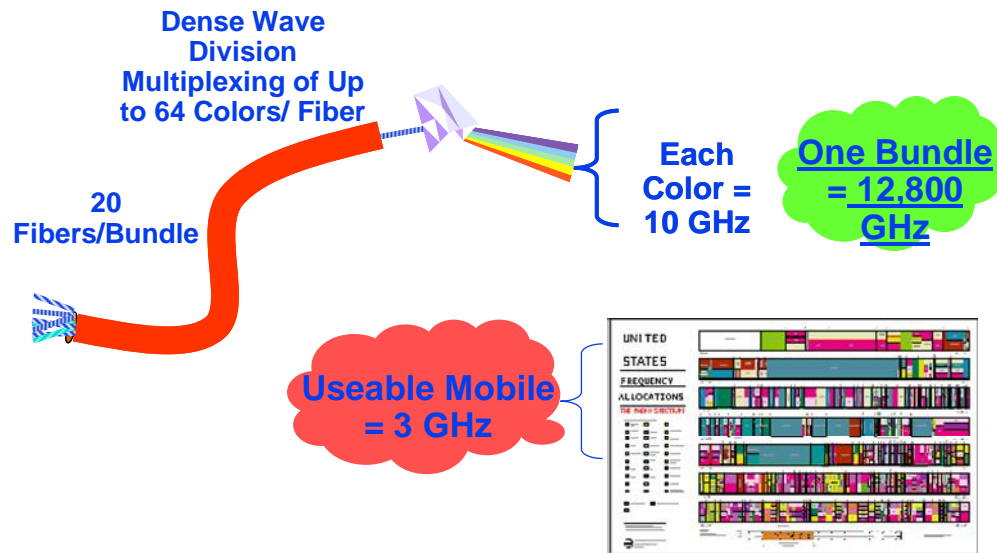 Dense Wave
Division
Multiplexing of Up
to 64 Colors/ Fiber
20
Fibers/Bundle
Each
Color =
10 GHz
One Bundle
= 12,800
GHz
Useable Mobile
= 3 GHz
UNITED
STATES
FREQUENCY
ALLOCATIONS
THE RADIO SPECTRUM